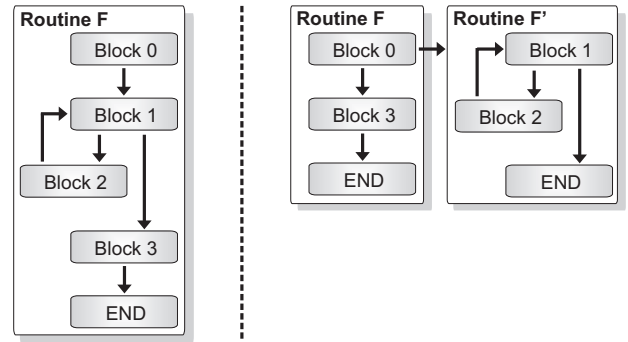 Routine F
Block 0
Block 1
Block 2
Block 3
END
Routine F
Block 0
Block 3
END
Routine F'
Block 1
Block 2
END